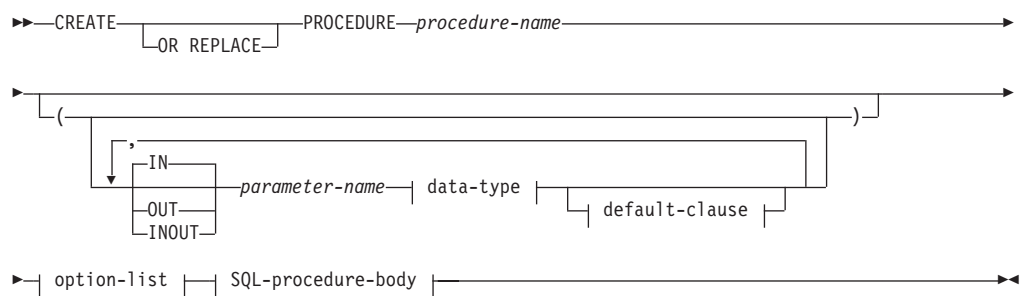 CREATE OR REPLACE PROCEDURE procedure-name
( )
,
IN parameter-name data-type default-clause
OUT
INOUT
option-list SQL-procedure-body